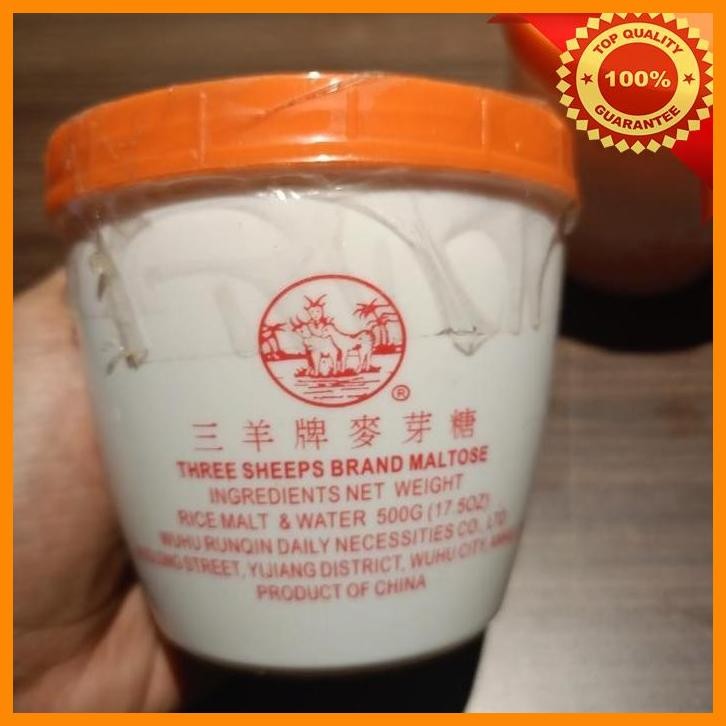 TOP QUALITY
100%
GUARANTEE
®
三羊牌麥芽糖
THREE SHEEPS BRAND MALTOSE
INGREDIENTS NET WEIGHT
RICE MALT & WATER 500G (17.5OZ)
WUHU RUNQIN DAILY NECESSITIES CO., LTD
STREET, YIJIANG DISTRICT, WUHU CITY,
PRODUCT OF CHINA